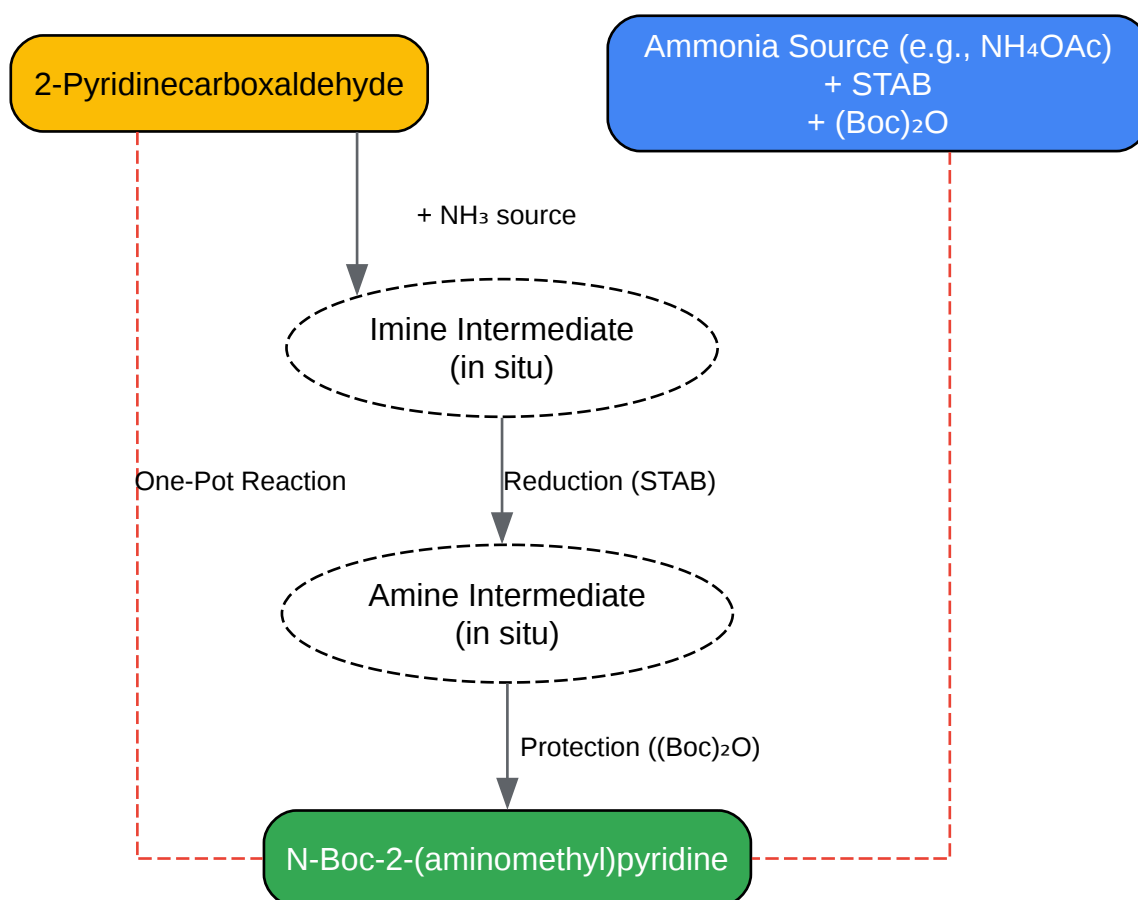 2-Pyridinecarboxaldehyde
Ammonia Source (e.g., NH₄OAc)
+ STAB
+ (Boc)₂O
+ NH₃ source
Imine Intermediate
(in situ)
One-Pot Reaction
Reduction (STAB)
Amine Intermediate
(in situ)
Protection ((Boc)₂O)
N-Boc-2-(aminomethyl)pyridine